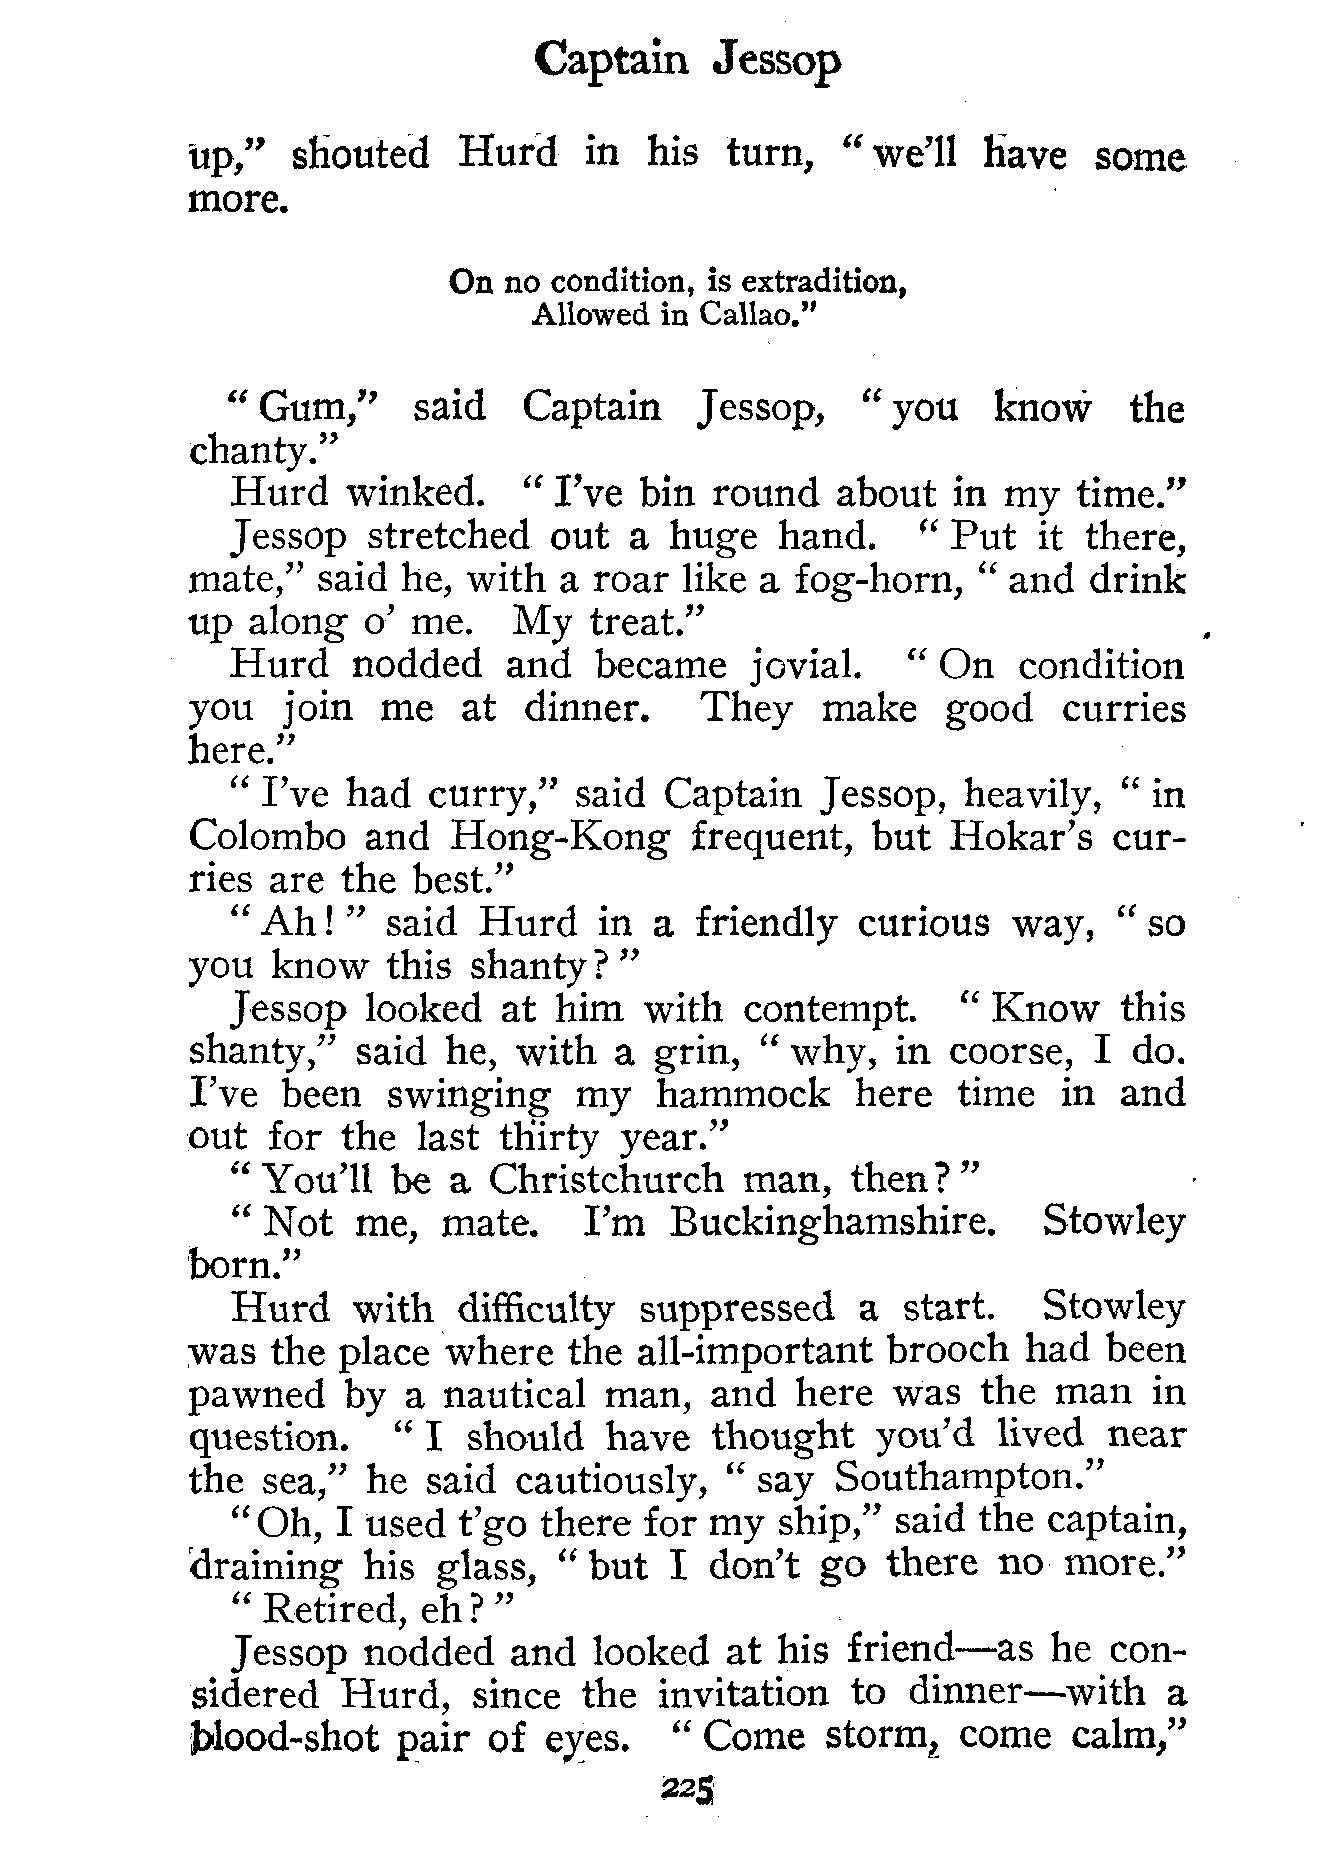 Captain Jessop
up," shouted Hurd in his turn, "we'll have some
more.
On no condition, is extradition,
Allowed in Callao."
"Gum," said Captain Jessop, "you know the
chanty."
Hurd winked. "I've bin round about in my time."
Jessop stretched out a huge hand. "Put it there,
mate," said he, with a roar like a fog-horn, "and drink
up along o' me. My treat."
Hurd nodded and became jovial. "On condition
you join me at dinner. They make good curries
here."
"I've had curry," said Captain Jessop, heavily, "in
Colombo and Hong-Kong frequent, but Hokar's cur-
ries are the best."
"Ah!" said Hurd in a friendly curious way, "so
you know this shanty?"
Jessop looked at him with contempt. "Know this
shanty," said he, with a grin, "why, in coorse, I do.
I've been swinging my hammock here time in and
out for the last thirty year."
"You'll be a Christchurch man, then?"
"Not me, mate. I'm Buckinghamshire. Stowley
born."
Hurd with difficulty suppressed a start. Stowley
was the place where the all-important brooch had been
pawned by a nautical man, and here was the man in
question. "I should have thought you'd lived near
the sea," he said cautiously, "say Southampton."
"Oh, I used t'go there for my ship," said the captain,
draining his glass, "but I don't go there no more."
"Retired, eh?"
Jessop nodded and looked at his friend—as he con-
sidered Hurd, since the invitation to dinner—with a
blood-shot pair of eyes. "Come storm, come calm,"
225